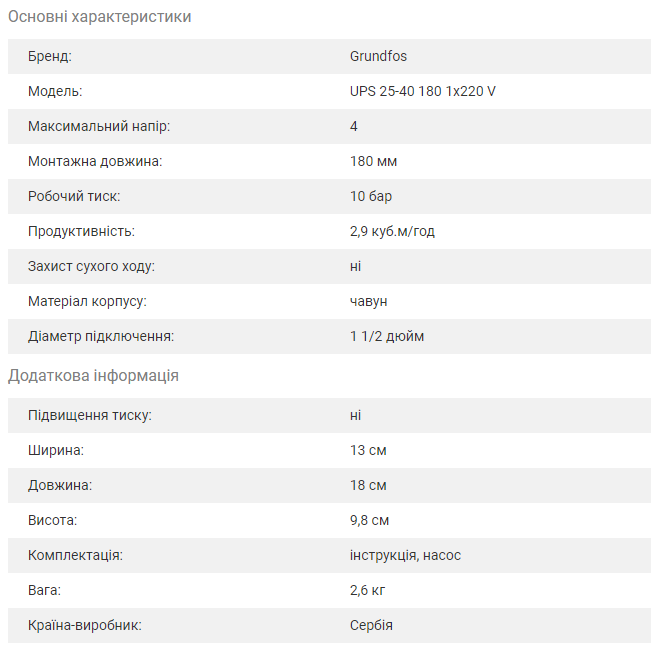 Основні характеристики
Бренд: Grundfos
Модель: UPS 25-40 180 1x220 V
Максимальний напір: 4
Монтажна довжина: 180 мм
Робочий тиск: 10 бар
Продуктивність: 2,9 куб.м/год
Захист сухого ходу: ні
Матеріал корпусу: чавун
Діаметр підключення: 1 1/2 дюйм
Додаткова інформація
Підвищення тиску: ні
Ширина: 13 см
Довжина: 18 см
Висота: 9,8 см
Комплектація: інструкція, насос
Вага: 2,6 кг
Країна-виробник: Сербія